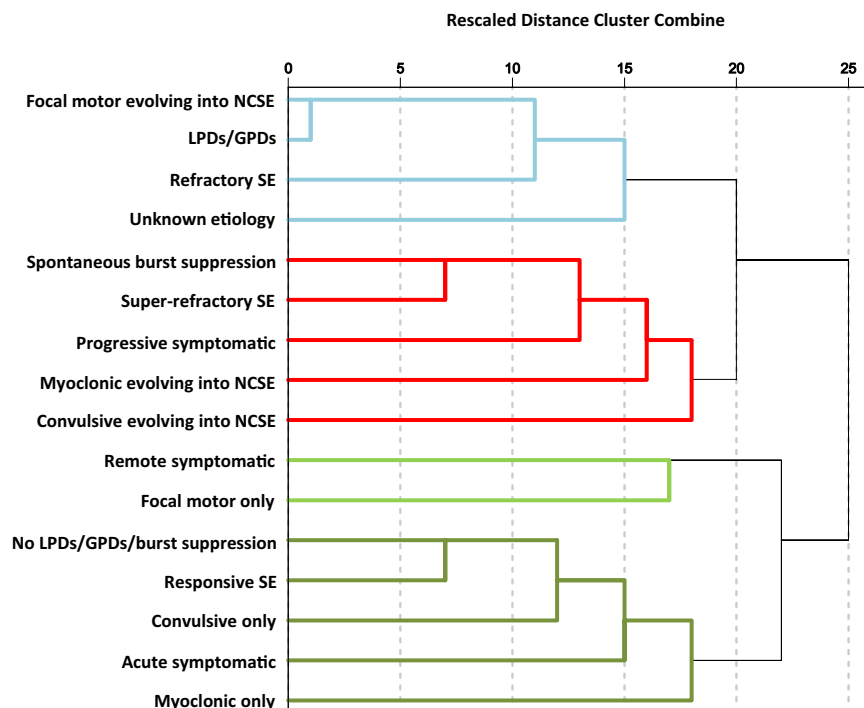 Rescaled Distance Cluster Combine
0 5 10 15 20 25
Focal motor evolving into NCSE
LPDs/GPDs
Refractory SE
Unknown etiology
Spontaneous burst suppression
Super-refractory SE
Progressive symptomatic
Myoclonic evolving into NCSE
Convulsive evolving into NCSE
Remote symptomatic
Focal motor only
No LPDs/GPDs/burst suppression
Responsive SE
Convulsive only
Acute symptomatic
Myoclonic only